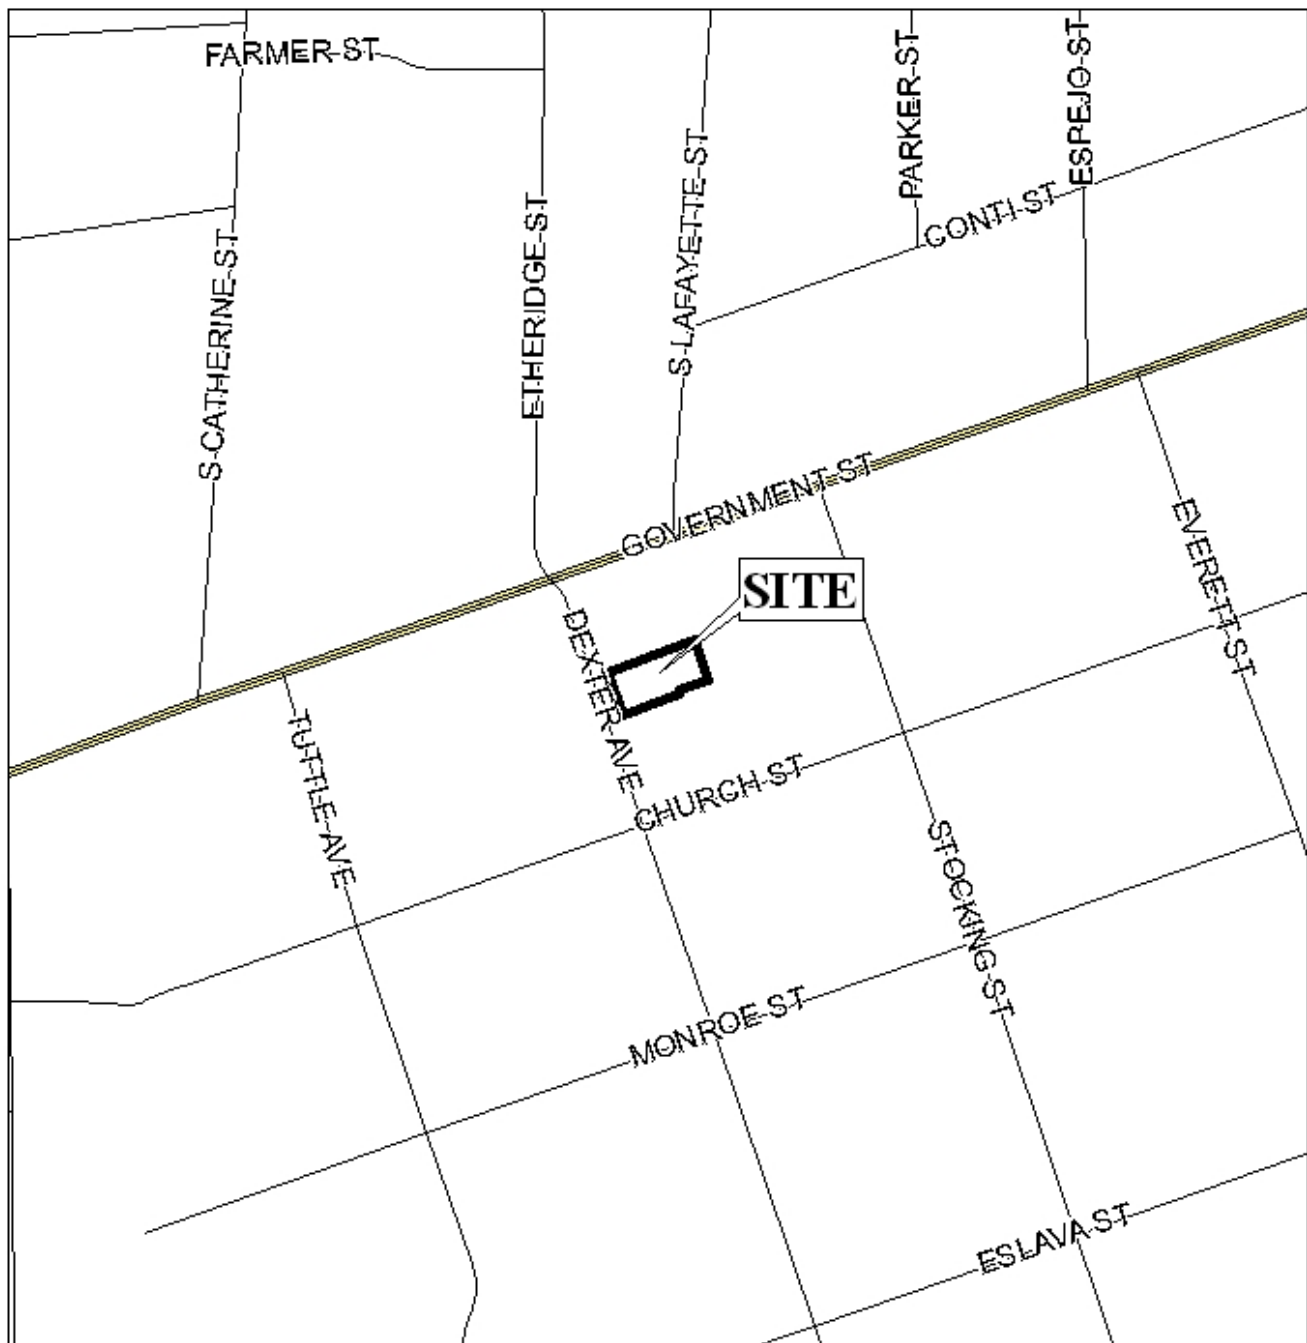 FARMER ST
PARKER ST
ESPEJO ST
S LAFAYETTE ST
CONTI ST
ETHERIDGE ST
S CATHERINE ST
GOVERNMENT ST
EVERETT ST
SITE
DEXTER AVE
TUTTLE AVE
CHURCH ST
STOCKING ST
MONROE ST
ESLAVA ST